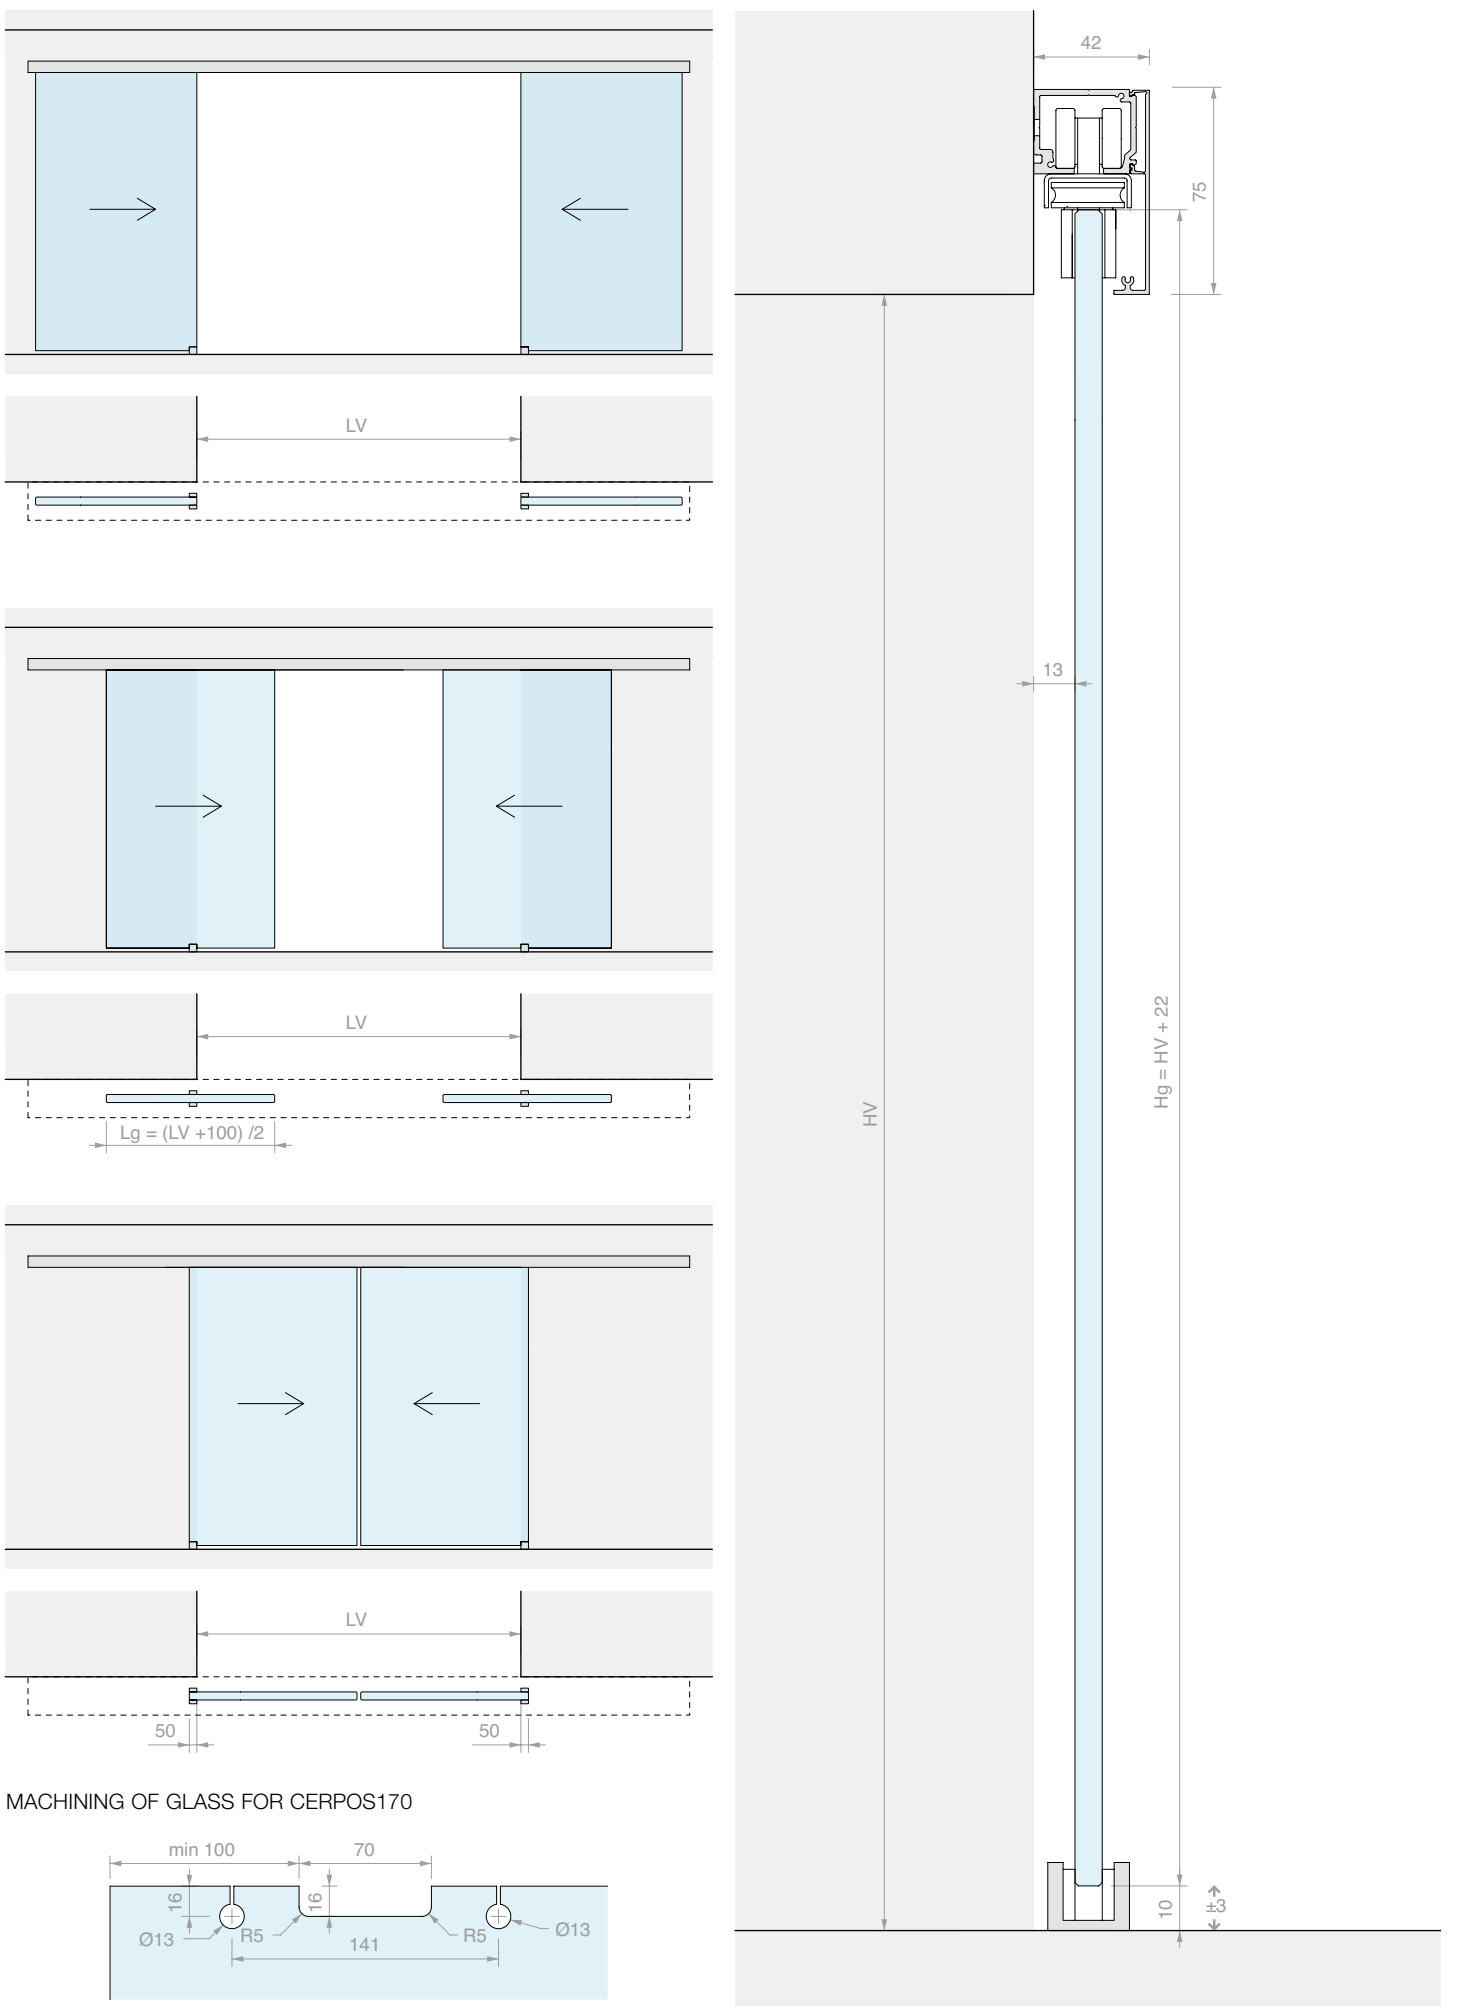 LV
LV
Lg = (LV +100) /2
LV
50
50
MACHINING OF GLASS FOR CERPOS170
min 100
70
16
16
Ø13
R5
R5
Ø13
141
42
75
13
HV
Hg = HV + 22
10
±3